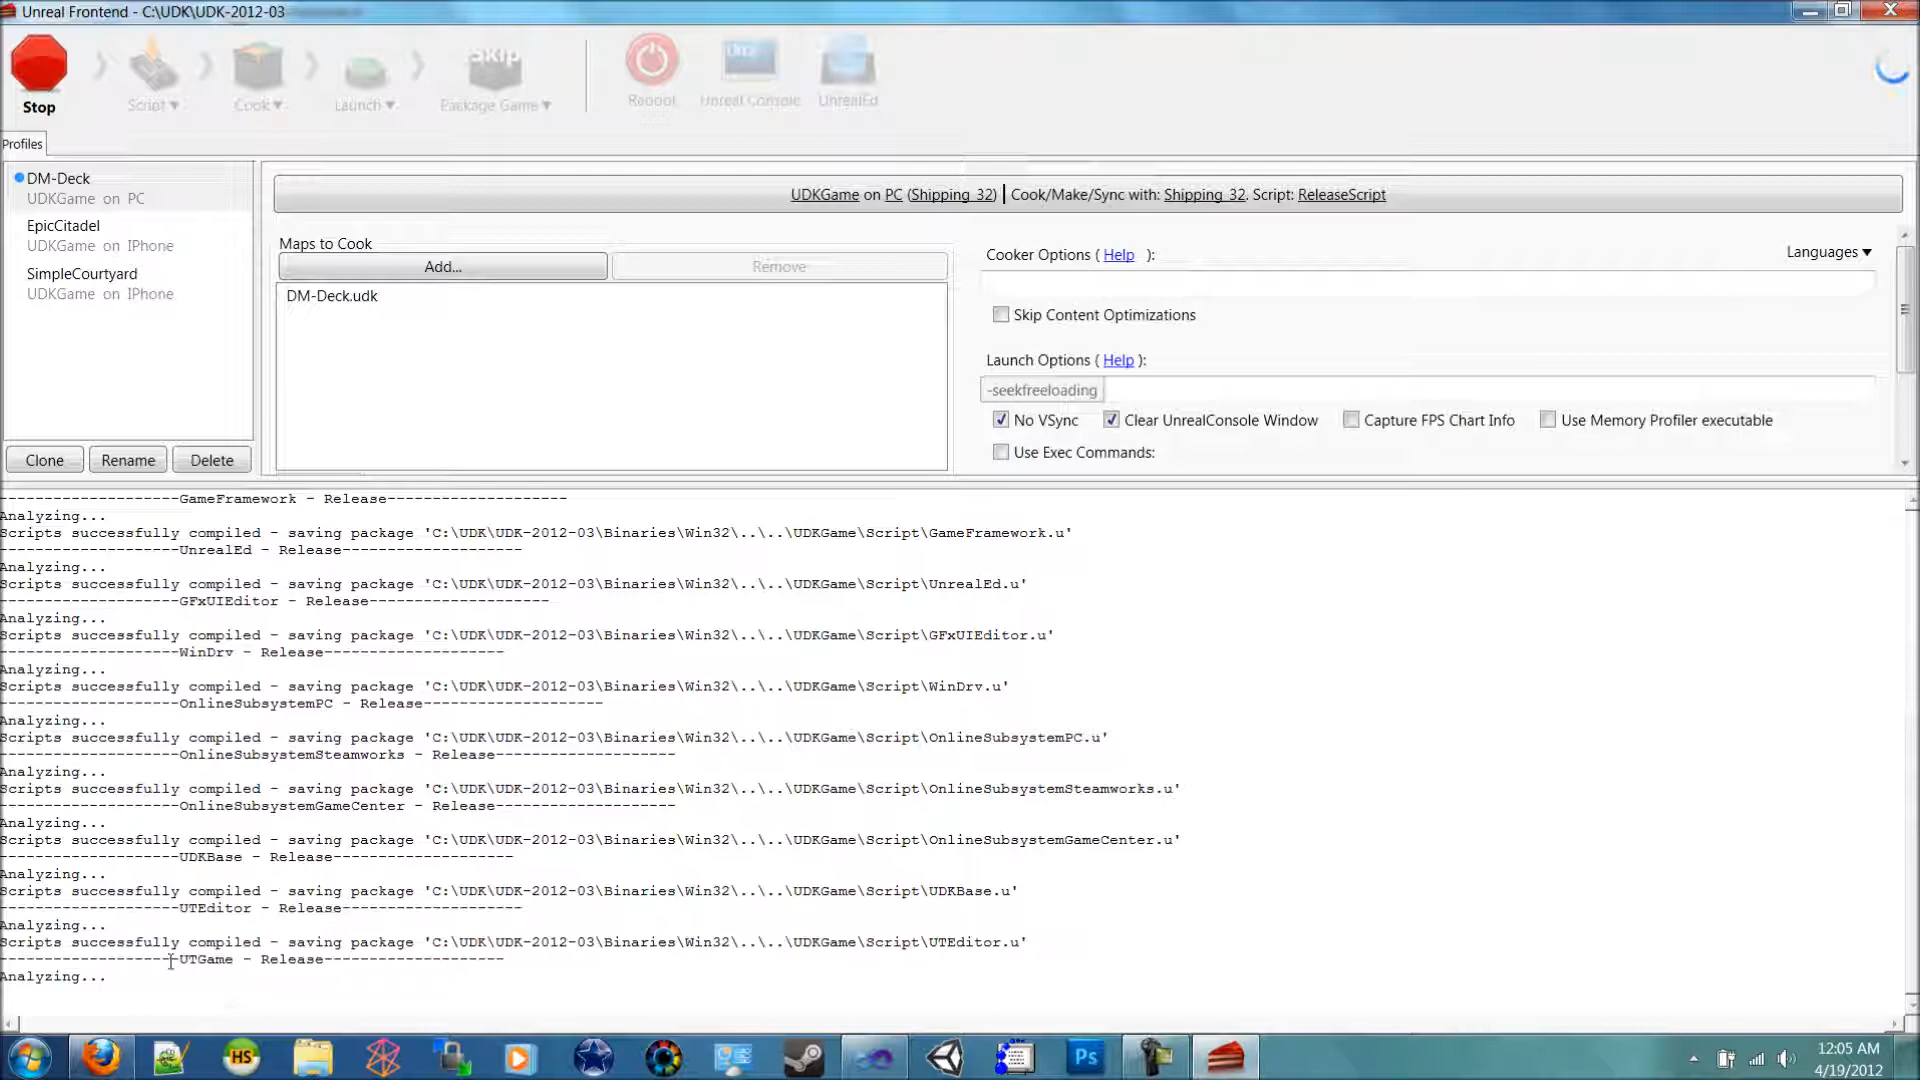 Unreal Frontend - C:\UDK\UDK-2012-03
Stop
Script
Cook
Launch
Skip
Package Game
Reboot
Unreal Console
UnrealEd
Profiles
DM-Deck
UDKGame on PC
EpicCitadel
UDKGame on IPhone
SimpleCourtyard
UDKGame on IPhone
Clone
Rename
Delete
UDKGame on PC (Shipping_32) | Cook/Make/Sync with: Shipping_32. Script: ReleaseScript
Maps to Cook
Add...
Remove
DM-Deck.udk
Cooker Options ( Help ):
Languages
Skip Content Optimizations
Launch Options ( Help ):
-seekfreeloading
No VSync
Clear UnrealConsole Window
Capture FPS Chart Info
Use Memory Profiler executable
Use Exec Commands:
--------------------GameFramework - Release--------------------
Analyzing...
Scripts successfully compiled - saving package 'C:\UDK\UDK-2012-03\Binaries\Win32\..\..\UDKGame\Script\GameFramework.u'
--------------------UnrealEd - Release--------------------
Analyzing...
Scripts successfully compiled - saving package 'C:\UDK\UDK-2012-03\Binaries\Win32\..\..\UDKGame\Script\UnrealEd.u'
--------------------GFxUIEditor - Release--------------------
Analyzing...
Scripts successfully compiled - saving package 'C:\UDK\UDK-2012-03\Binaries\Win32\..\..\UDKGame\Script\GFxUIEditor.u'
--------------------WinDrv - Release--------------------
Analyzing...
Scripts successfully compiled - saving package 'C:\UDK\UDK-2012-03\Binaries\Win32\..\..\UDKGame\Script\WinDrv.u'
--------------------OnlineSubsystemPC - Release--------------------
Analyzing...
Scripts successfully compiled - saving package 'C:\UDK\UDK-2012-03\Binaries\Win32\..\..\UDKGame\Script\OnlineSubsystemPC.u'
--------------------OnlineSubsystemSteamworks - Release--------------------
Analyzing...
Scripts successfully compiled - saving package 'C:\UDK\UDK-2012-03\Binaries\Win32\..\..\UDKGame\Script\OnlineSubsystemSteamworks.u'
--------------------OnlineSubsystemGameCenter - Release--------------------
Analyzing...
Scripts successfully compiled - saving package 'C:\UDK\UDK-2012-03\Binaries\Win32\..\..\UDKGame\Script\OnlineSubsystemGameCenter.u'
--------------------UDKBase - Release--------------------
Analyzing...
Scripts successfully compiled - saving package 'C:\UDK\UDK-2012-03\Binaries\Win32\..\..\UDKGame\Script\UDKBase.u'
--------------------UTEditor - Release--------------------
Analyzing...
Scripts successfully compiled - saving package 'C:\UDK\UDK-2012-03\Binaries\Win32\..\..\UDKGame\Script\UTEditor.u'
--------------------UTGame - Release--------------------
Analyzing...
HS
Ps
12:05 AM
4/19/2012